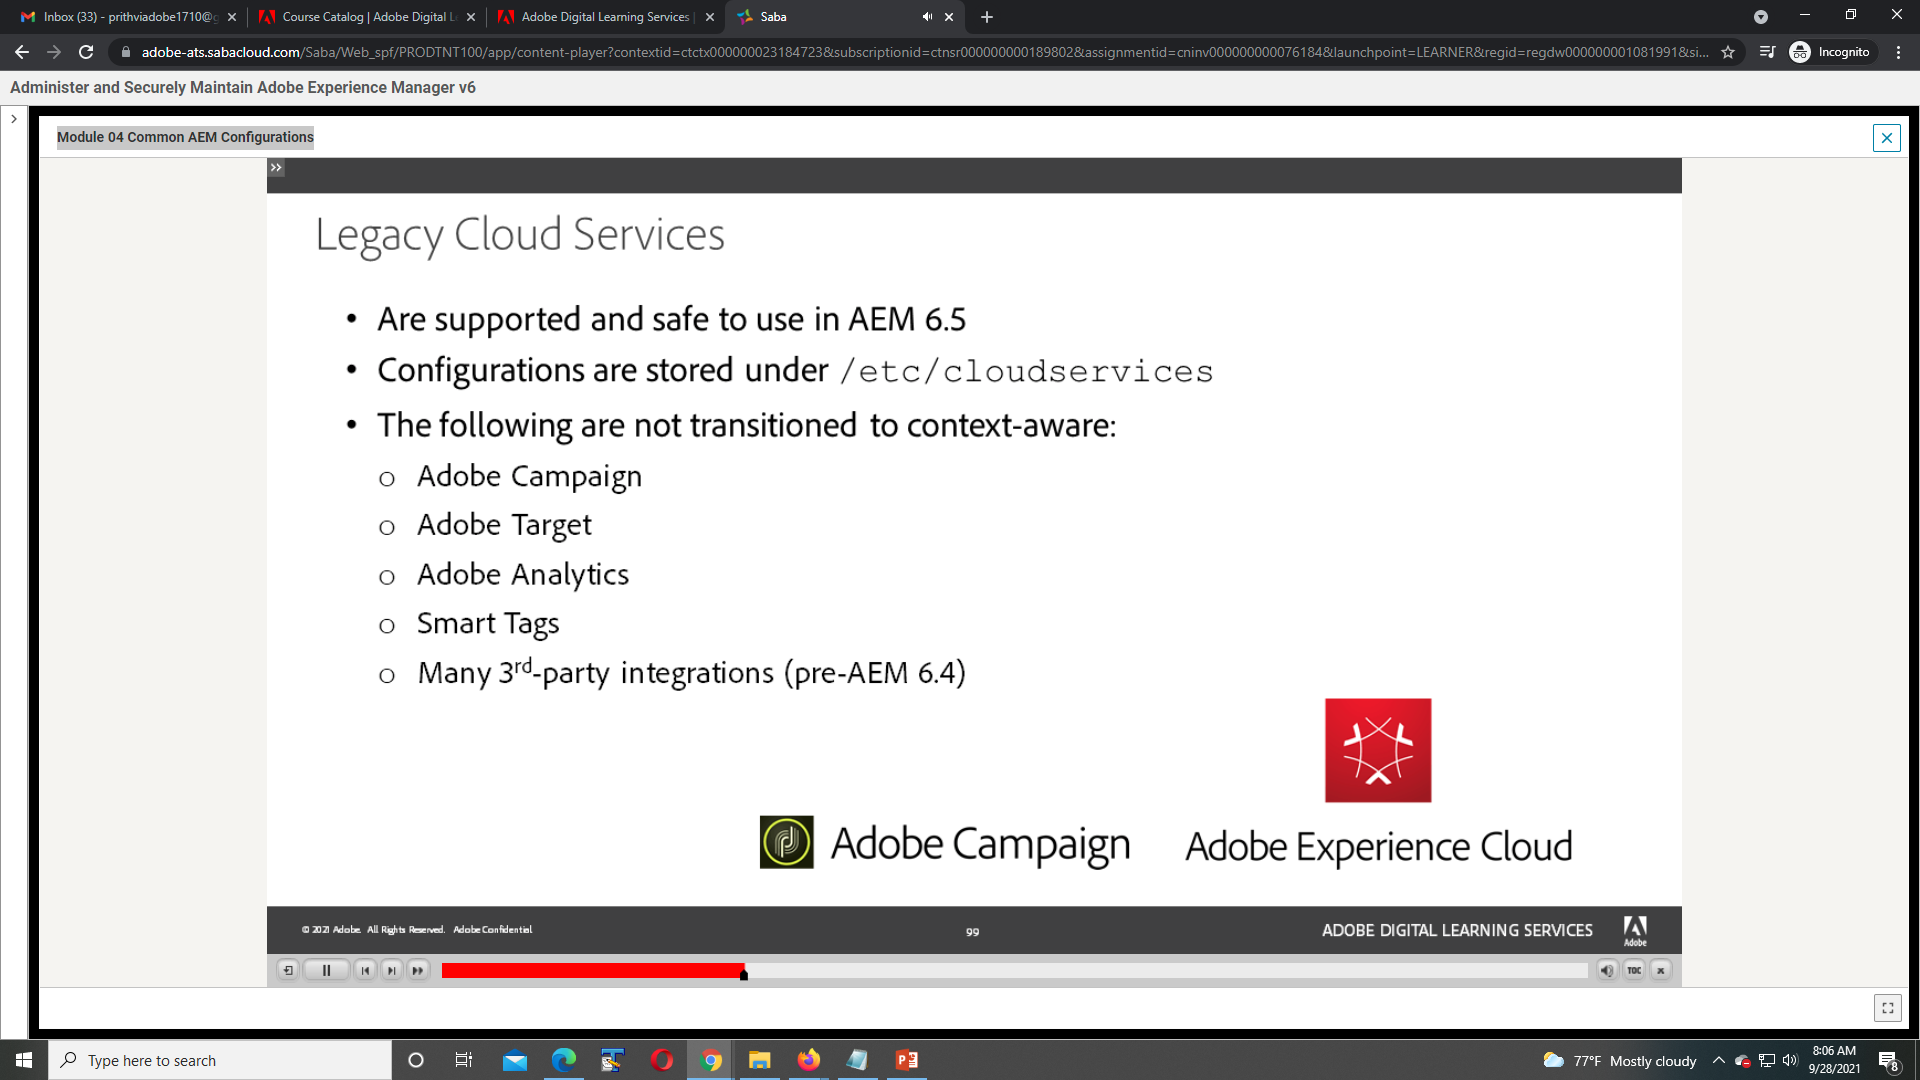 Inbox (33) - prithviadobe1710@g
Course Catalog | Adobe Digital L
Adobe Digital Learning Services |
Saba
adobe-ats.sabacloud.com/Saba/Web_spf/PRODTNT100/app/content-player?contextid=ctctx000000023184723&subscriptionid=ctnsr0000000000189802&assignmentid=cninv000000000076184&launchpoint=LEARNER&regid=regdw000000001081991&si...
Incognito
Administer and Securely Maintain Adobe Experience Manager v6
Module 04 Common AEM Configurations
Legacy Cloud Services
• Are supported and safe to use in AEM 6.5
• Configurations are stored under /etc/cloudservices
• The following are not transitioned to context-aware:
o Adobe Campaign
o Adobe Target
o Adobe Analytics
o Smart Tags
o Many 3rd-party integrations (pre-AEM 6.4)
Adobe Campaign
Adobe Experience Cloud
© 2021 Adobe. All Rights Reserved. Adobe Confidential.
99
ADOBE DIGITAL LEARNING SERVICES
Adobe
TOC
Type here to search
77°F Mostly cloudy
8:06 AM
9/28/2021
8